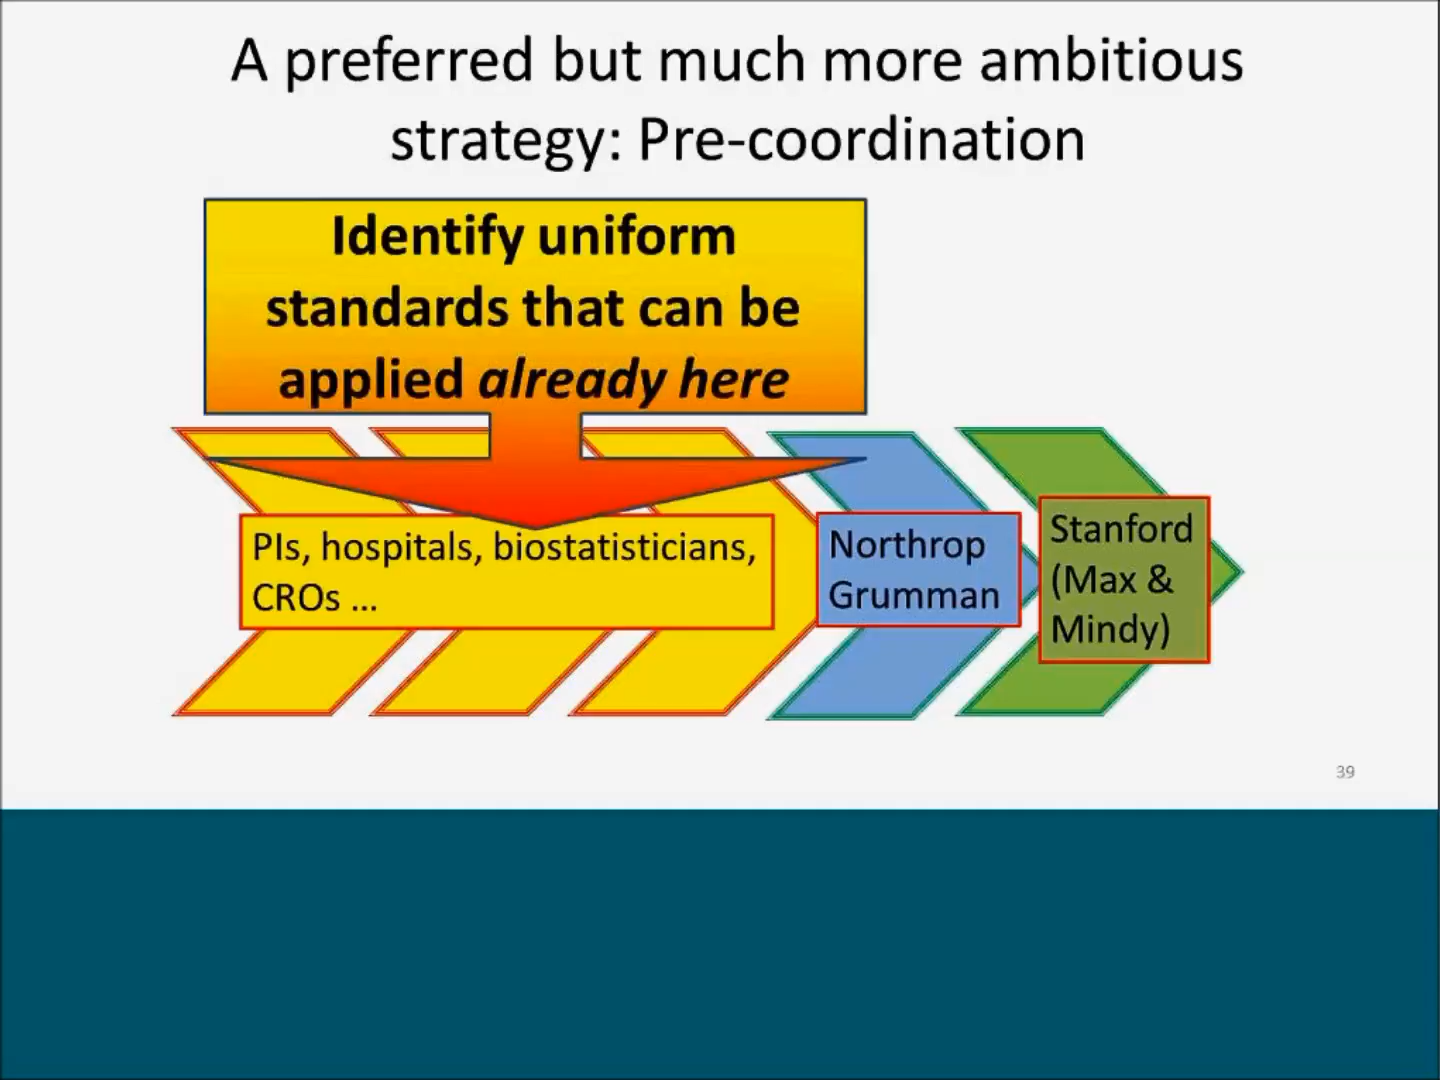 A preferred but much more ambitious
strategy: Pre-coordination
Identify uniform
standards that can be
applied already here
PIs, hospitals, biostatisticians,
CROs ...
Northrop
Grumman
Stanford
(Max &
Mindy)
39